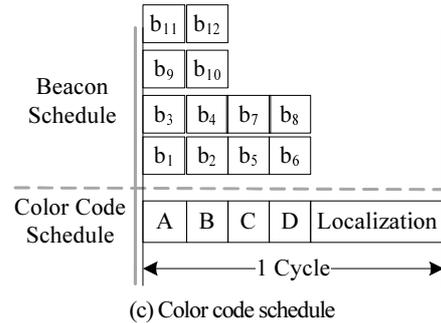 b₁₁ b₁₂
Beacon Schedule
b₉ b₁₀
b₃ b₄ b₇ b₈
b₁ b₂ b₅ b₆
Color Code Schedule
A B C D Localization
1 Cycle
(c) Color code schedule